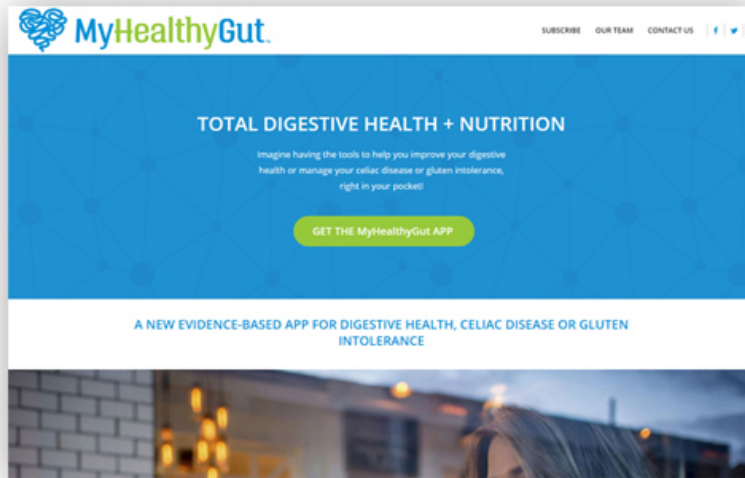 MyHealthyGut™
SUBSCRIBE OUR TEAM CONTACT US
TOTAL DIGESTIVE HEALTH + NUTRITION
Imagine having the tools to help you improve your digestive
health or manage your celiac disease or gluten intolerance,
right in your pocket!
GET THE MyHealthyGut APP
A NEW EVIDENCE-BASED APP FOR DIGESTIVE HEALTH, CELIAC DISEASE OR GLUTEN
INTOLERANCE